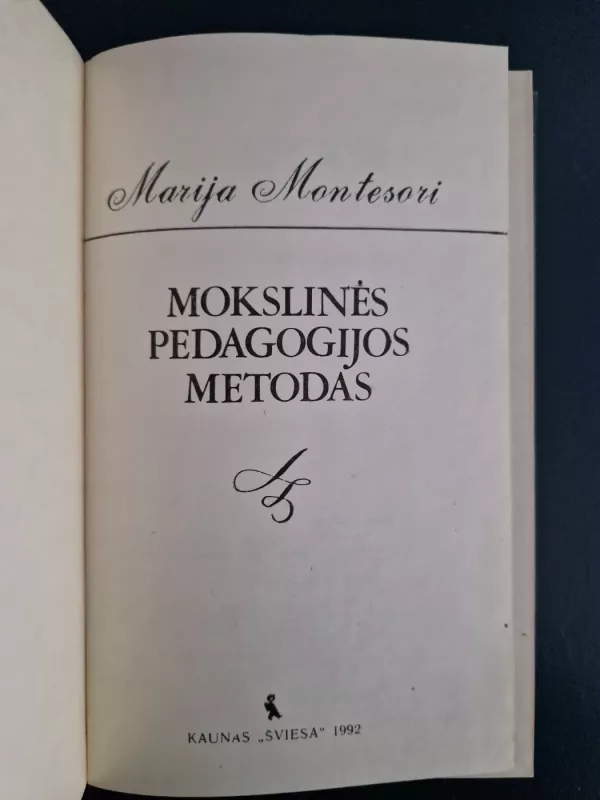 Marija Montesori
MOKSLINĖS
PEDAGOGIJOS
METODAS
KAUNAS „ŠVIESA“ 1992